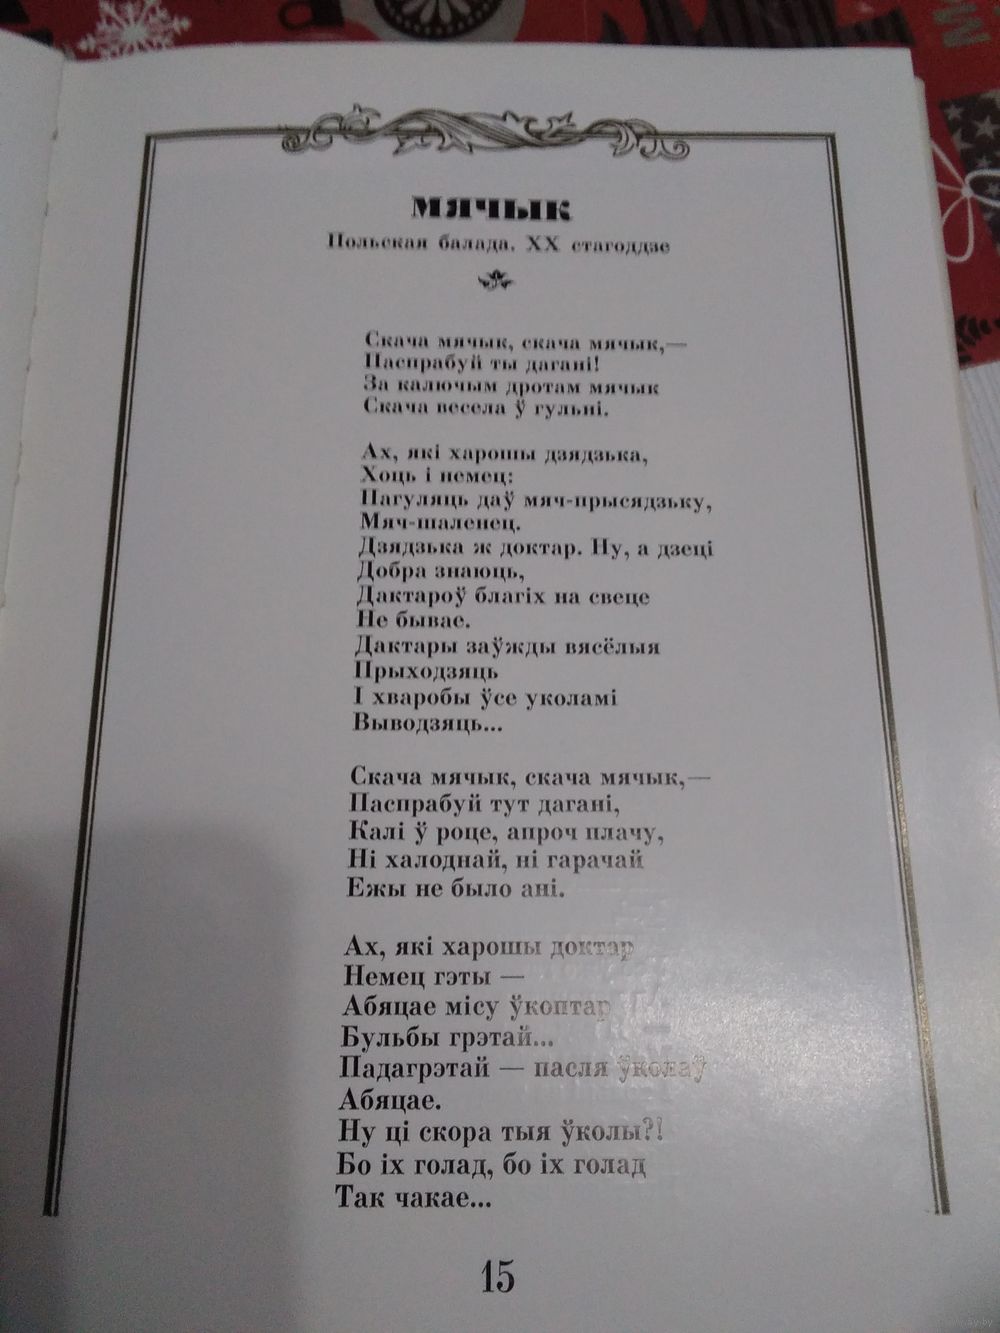 МЯЧЫК
Польская балада. XX стагоддзе
Скача мячык, скача мячык,—
Паспрабуй ты дагані!
За калючым дротам мячык
Скача весела ў гульні.
Ах, які харошы дзядзька,
Хоць і немец:
Пагуляць даў мяч-прысядзьку,
Мяч-шаленец.
Дзядзька ж доктар. Ну, а дзеці
Добра знаюць,
Дактароў благіх на свеце
Не бывае.
Дактары заўжды вясёлыя
Прыходзяць
І хваробы ўсе уколамі
Выводзяць...
Скача мячык, скача мячык,—
Паспрабуй тут дагані,
Калі ў роце, апроч плачу,
Ні халоднай, ні гарачай
Ежы не было ані.
Ах, які харошы доктар
Немец гэты —
Абяцае місу ўкоптар
Бульбы грэтай...
Падагрэтай — пасля ўколаў
Абяцае.
Ну ці скора тыя ўколы?!
Бо іх голад, бо іх голад
Так чакае...
15